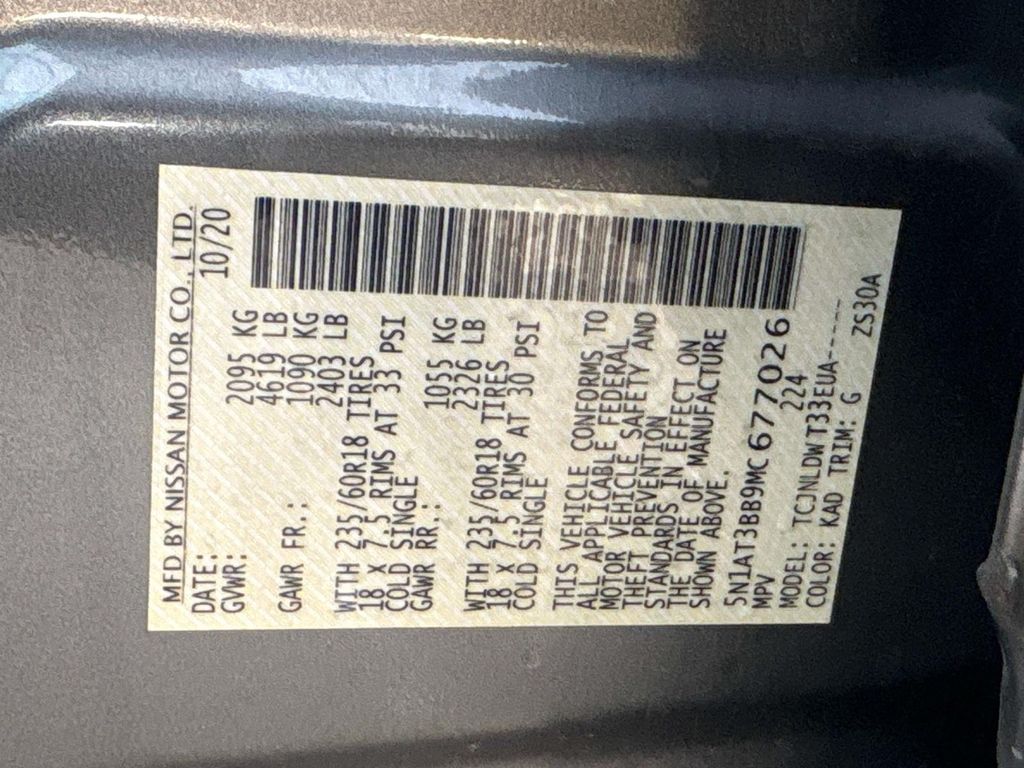 MFD BY NISSAN MOTOR CO., LTD.
DATE: 10/20
GVWR: 2095 KG
4619 LB
GAWR FR.: 1090 KG
2403 LB
WITH 235/60R18 TIRES
18 X 7.5 RIMS AT 33 PSI
COLD SINGLE
GAWR RR.: 1055 KG
2326 LB
WITH 235/60R18 TIRES
18 X 7.5 RIMS AT 30 PSI
COLD SINGLE
THIS VEHICLE CONFORMS TO
ALL APPLICABLE FEDERAL
MOTOR VEHICLE SAFETY AND
THEFT PREVENTION
STANDARDS IN EFFECT ON
THE DATE OF MANUFACTURE
SHOWN ABOVE.
5N1AT3BB9MC677026
MPV 224
MODEL: TCJNLDWT33EUA-----
COLOR: KAD TRIM: G ZS30A